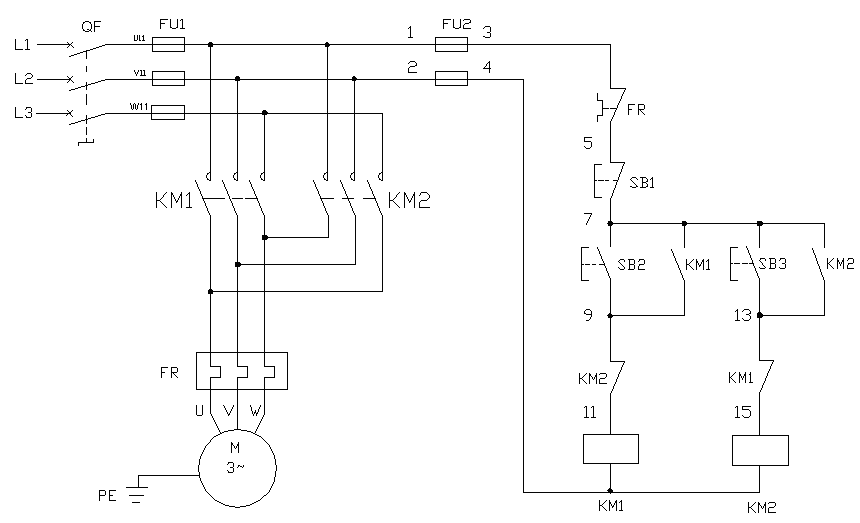 QF FU1 FU2
L1 U11 1 3
L2 V11 2 4
L3 W11
FR
5
SB1
KM1 KM2
7
SB2 KM1 SB3 KM2
9 13
FR KM2 KM1
11 15
U V W
M
3~
PE
KM1 KM2